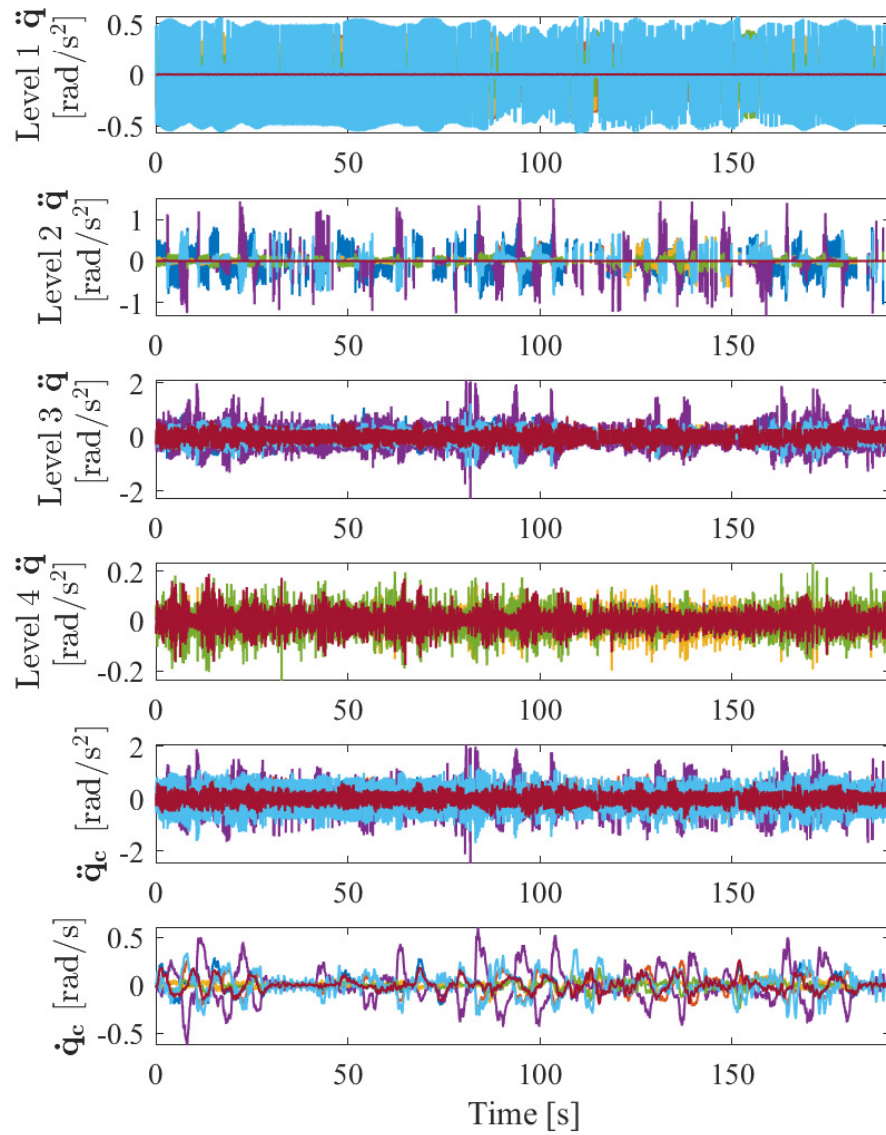 Level 1 q̈
[rad/s²]
0.5
0
-0.5
0 50 100 150
Level 2 q̈
[rad/s²]
1
0
-1
0 50 100 150
Level 3 q̈
[rad/s²]
2
0
-2
0 50 100 150
Level 4 q̈
[rad/s²]
0.2
0
-0.2
0 50 100 150
q̈c [rad/s²]
2
0
-2
0 50 100 150
q̇c [rad/s]
0.5
0
-0.5
0 50 100 150
Time [s]